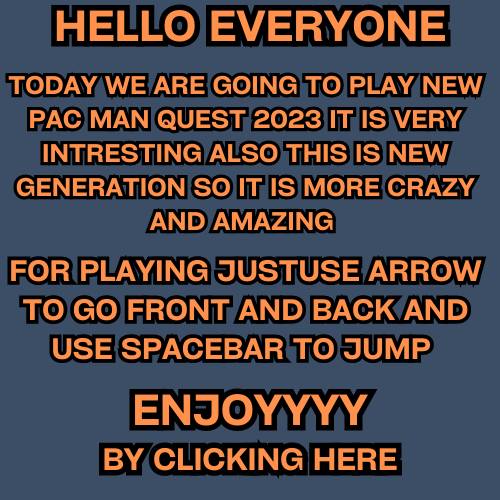 HELLO EVERYONE
TODAY WE ARE GOING TO PLAY NEW
PAC MAN QUEST 2023 IT IS VERY
INTRESTING ALSO THIS IS NEW
GENERATION SO IT IS MORE CRAZY
AND AMAZING
FOR PLAYING JUSTUSE ARROW
TO GO FRONT AND BACK AND
USE SPACEBAR TO JUMP
ENJOYYYY
BY CLICKING HERE